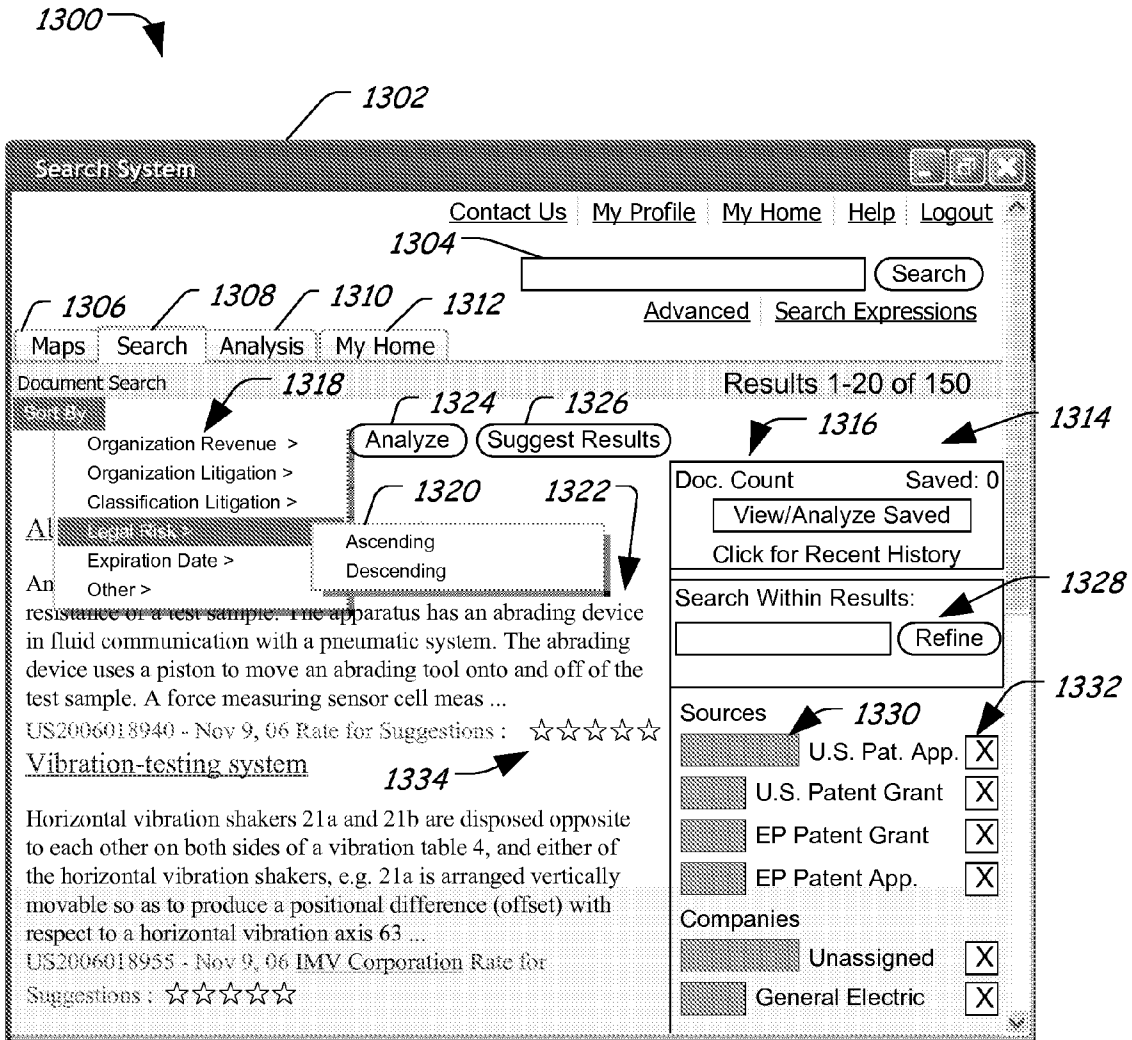 1300
1302
Search System
Contact Us My Profile My Home Help Logout
1304
Search
1306 1308 1310 1312
Advanced Search Expressions
Maps Search Analysis My Home
Document Search 1318 Results 1-20 of 150
Sort By 1324 1326 1316 1314
Organization Revenue > Analyze Suggest Results
Organization Litigation >
Classification Litigation > 1320 1322 Doc. Count Saved: 0
View/Analyze Saved
Legal Risk > Ascending
Click for Recent History
Expiration Date > Descending
Other > 1328
An
Search Within Results:
resistance of a test sample. The apparatus has an abrading device
in fluid communication with a pneumatic system. The abrading Refine
device uses a piston to move an abrading tool onto and off of the
test sample. A force measuring sensor cell meas ... 1332
Sources 1330
US2006018940 - Nov 9, 06 Rate for Suggestions :
U.S. Pat. App. X
Vibration-testing system 1334
U.S. Patent Grant X
Horizontal vibration shakers 21a and 21b are disposed opposite
to each other on both sides of a vibration table 4, and either of EP Patent Grant X
the horizontal vibration shakers, e.g. 21a is arranged vertically
movable so as to produce a positional difference (offset) with EP Patent App. X
respect to a horizontal vibration axis 63 ... Companies
US2006018955 - Nov 9, 06 IMV Corporation Rate for Unassigned X
Suggestions : General Electric X